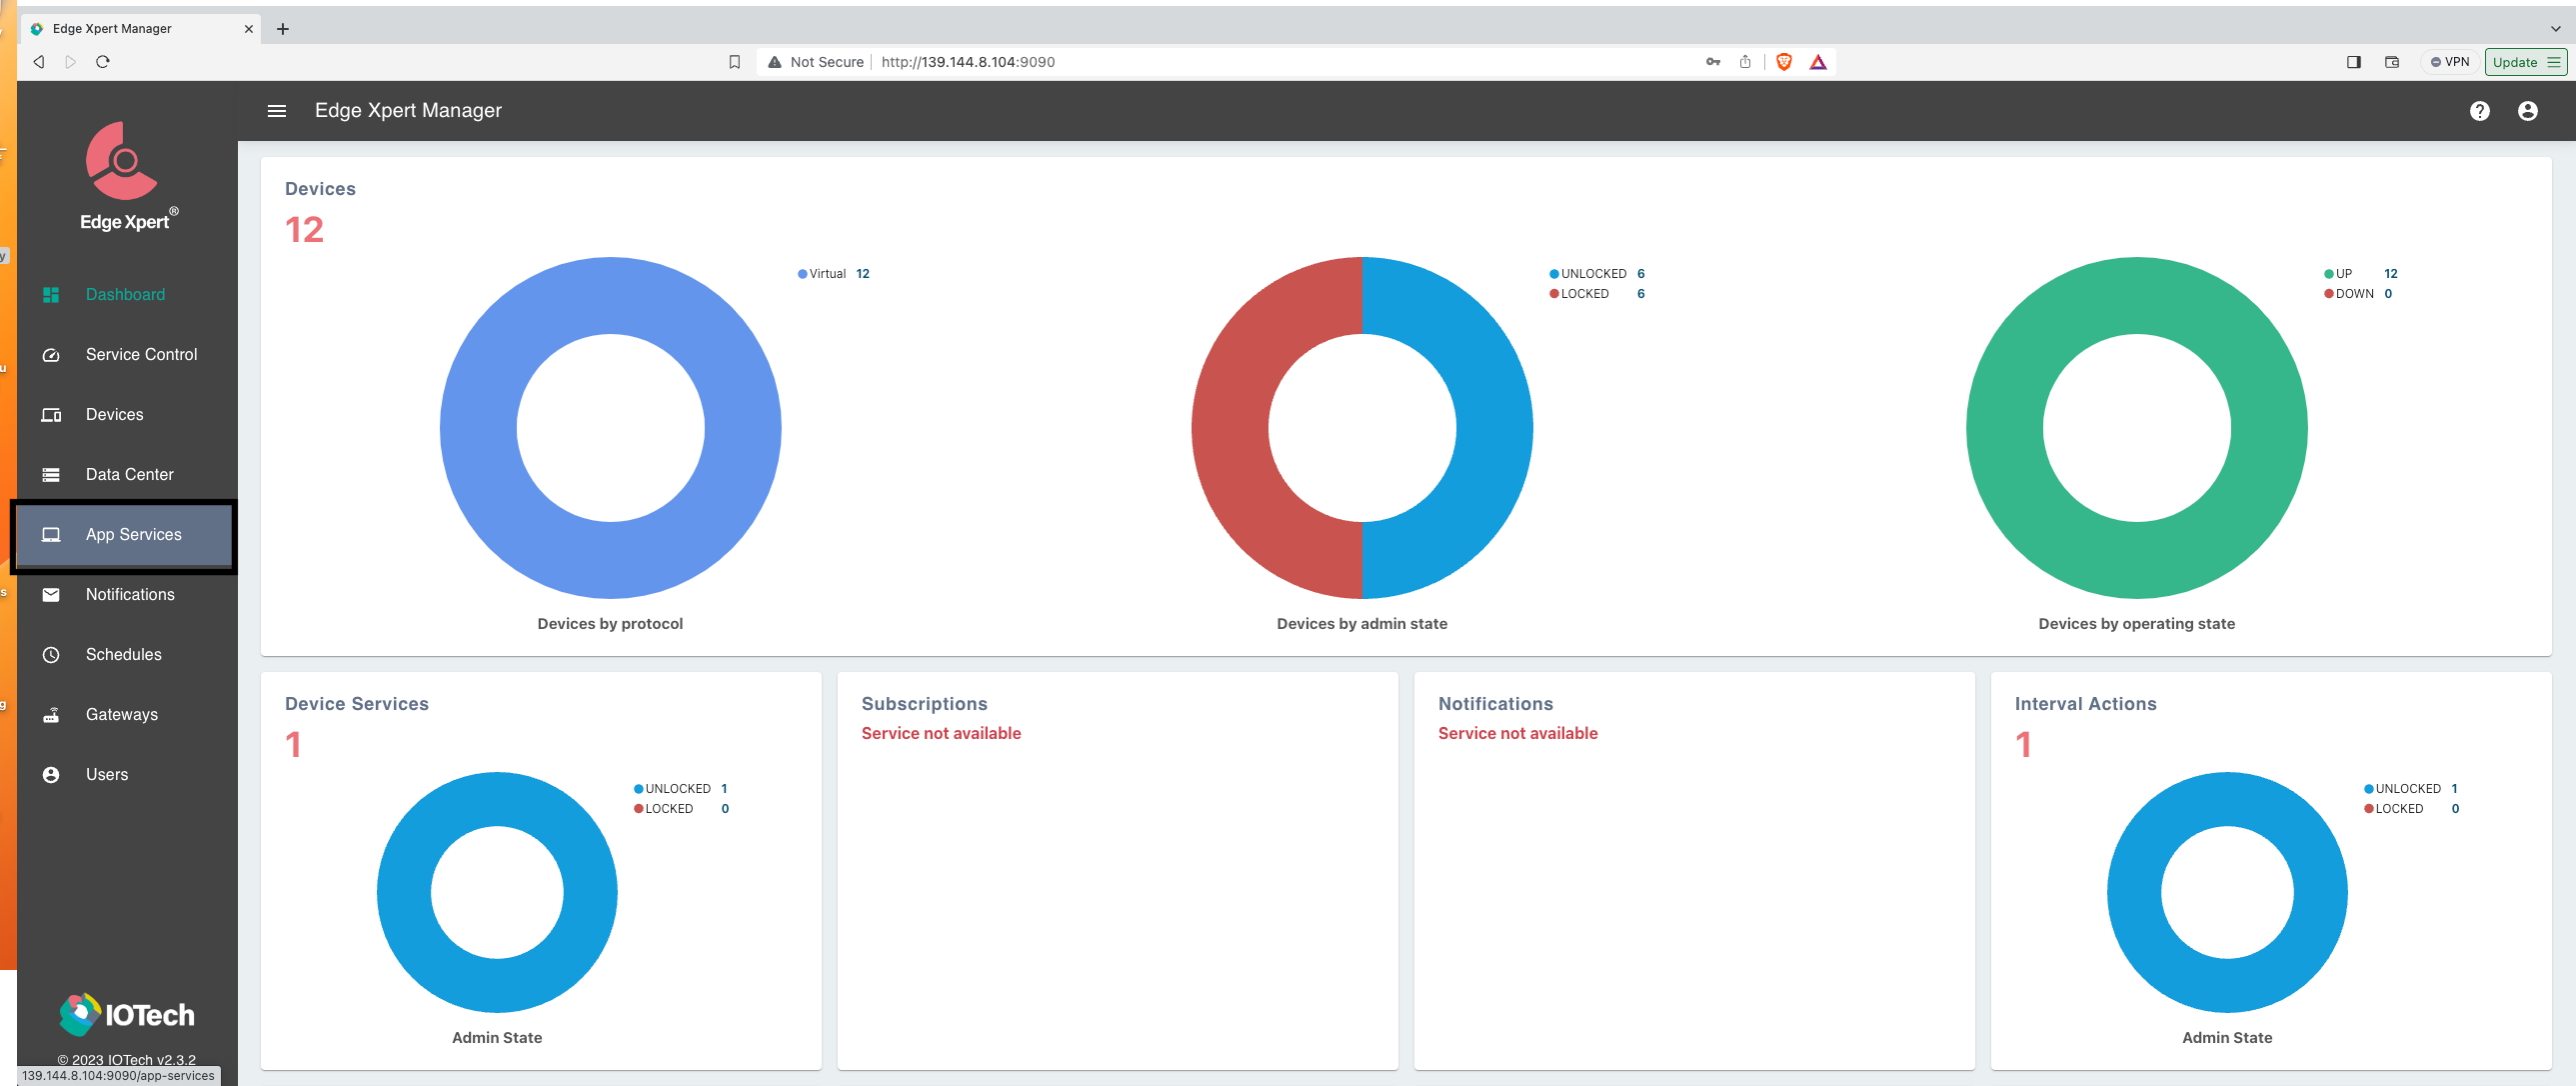 Edge Xpert Manager
Not Secure http://139.144.8.104:9090
VPN
Update
Edge Xpert®
Edge Xpert Manager
Dashboard
Service Control
Devices
Data Center
App Services
Notifications
Schedules
Gateways
Users
IOTech
© 2023 IOTech v2.3.2
139.144.8.104:9090/app-services
Devices
12
Virtual 12
Devices by protocol
UNLOCKED 6
LOCKED 6
Devices by admin state
UP 12
DOWN 0
Devices by operating state
Device Services
1
UNLOCKED 1
LOCKED 0
Admin State
Subscriptions
Service not available
Notifications
Service not available
Interval Actions
1
UNLOCKED 1
LOCKED 0
Admin State